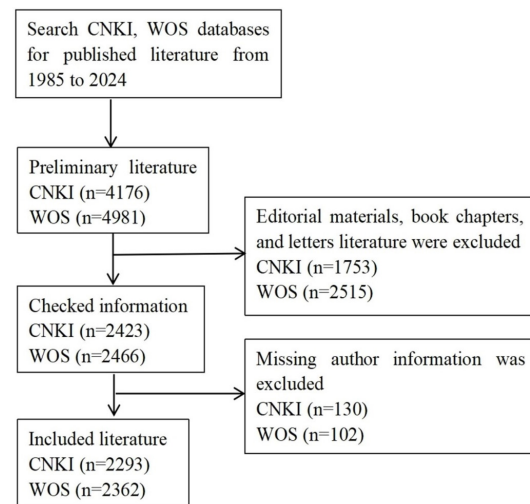 Search CNKI, WOS databases
for published literature from
1985 to 2024
Preliminary literature
CNKI (n=4176)
WOS (n=4981)
Editorial materials, book chapters,
and letters literature were excluded
CNKI (n=1753)
WOS (n=2515)
Checked information
CNKI (n=2423)
WOS (n=2466)
Missing author information was
excluded
CNKI (n=130)
WOS (n=102)
Included literature
CNKI (n=2293)
WOS (n=2362)